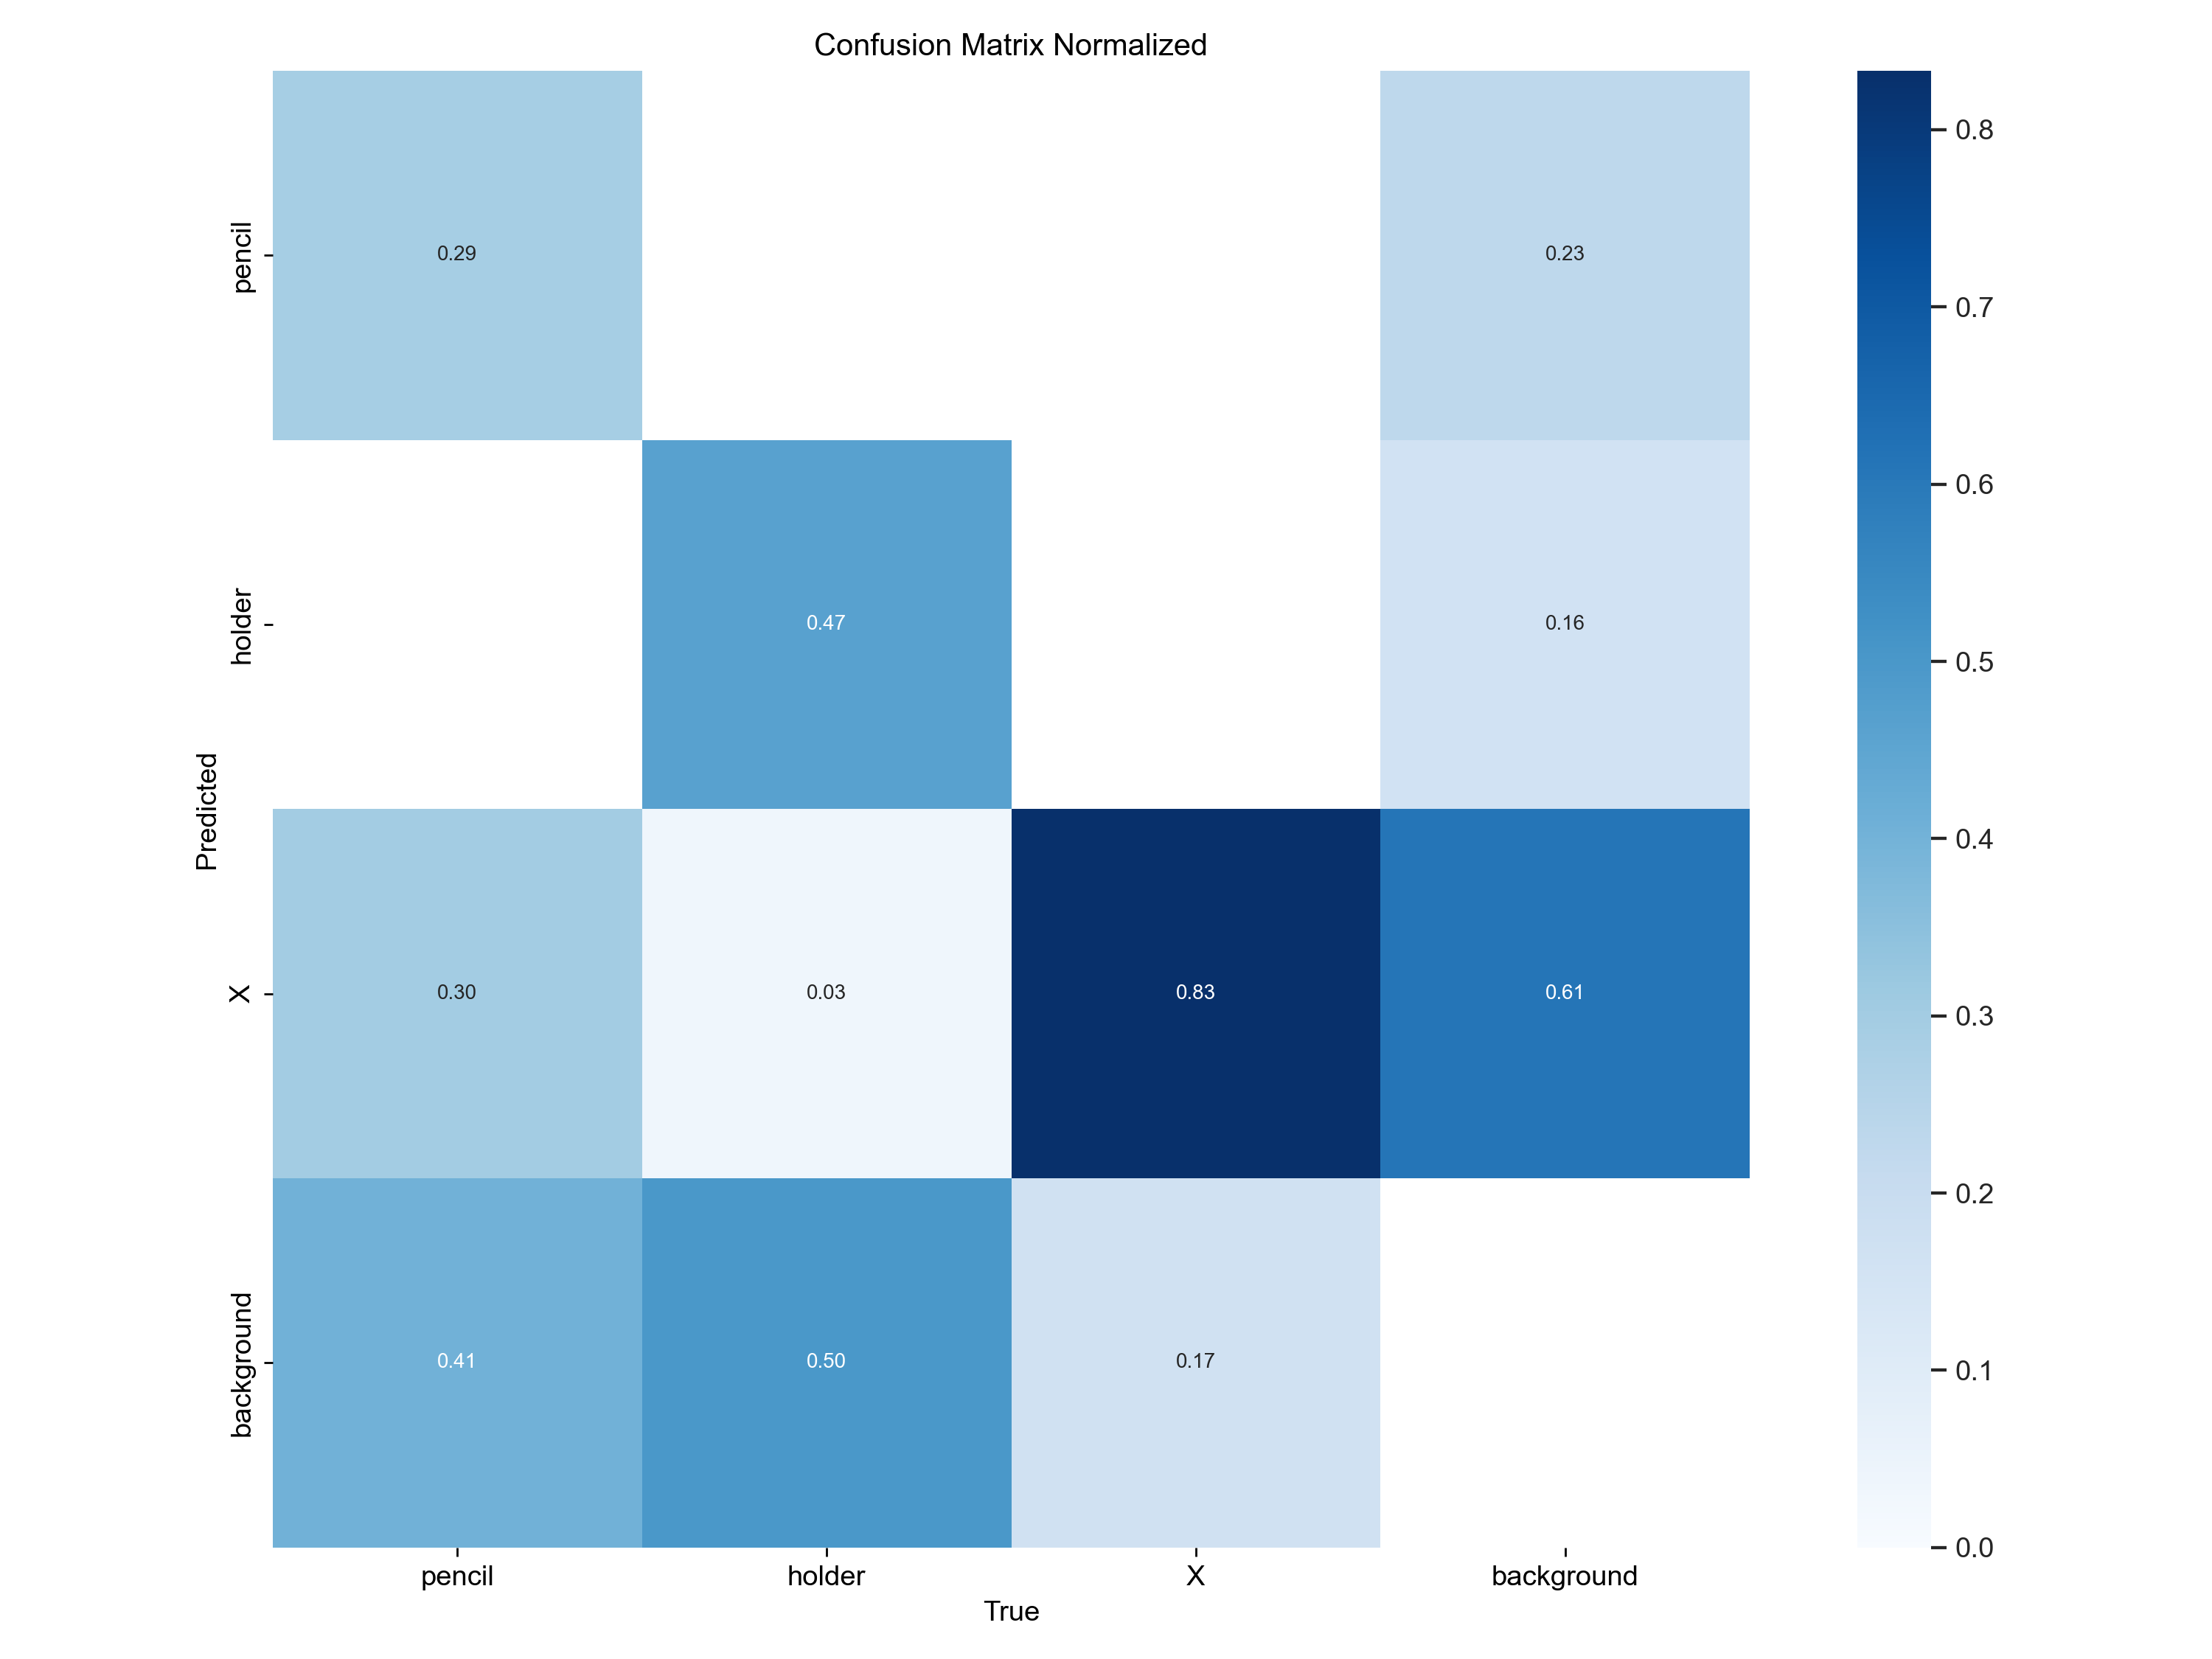 Confusion Matrix Normalized
pencil
0.29
0.23
holder
0.47
0.16
X
0.30
0.03
0.83
0.61
background
0.41
0.50
0.17
Predicted
pencil
holder
X
background
True
0.8
0.7
0.6
0.5
0.4
0.3
0.2
0.1
0.0